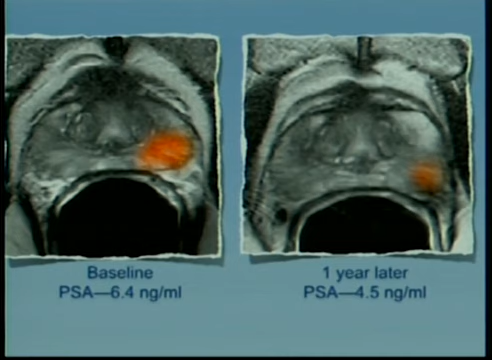 Baseline
PSA—6.4 ng/ml
1 year later
PSA—4.5 ng/ml